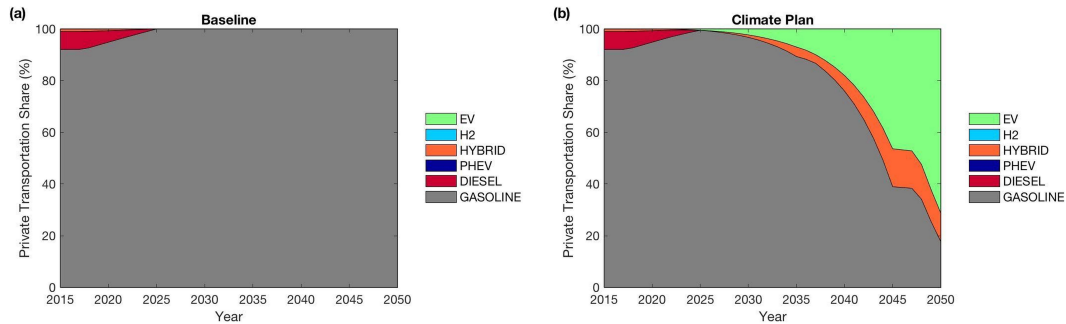 (a)
Baseline
Private Transportation Share (%)
100
80
60
40
20
0
2015 2020 2025 2030 2035 2040 2045 2050
Year
EV
H2
HYBRID
PHEV
DIESEL
GASOLINE
(b)
Climate Plan
Private Transportation Share (%)
100
80
60
40
20
0
2015 2020 2025 2030 2035 2040 2045 2050
Year
EV
H2
HYBRID
PHEV
DIESEL
GASOLINE